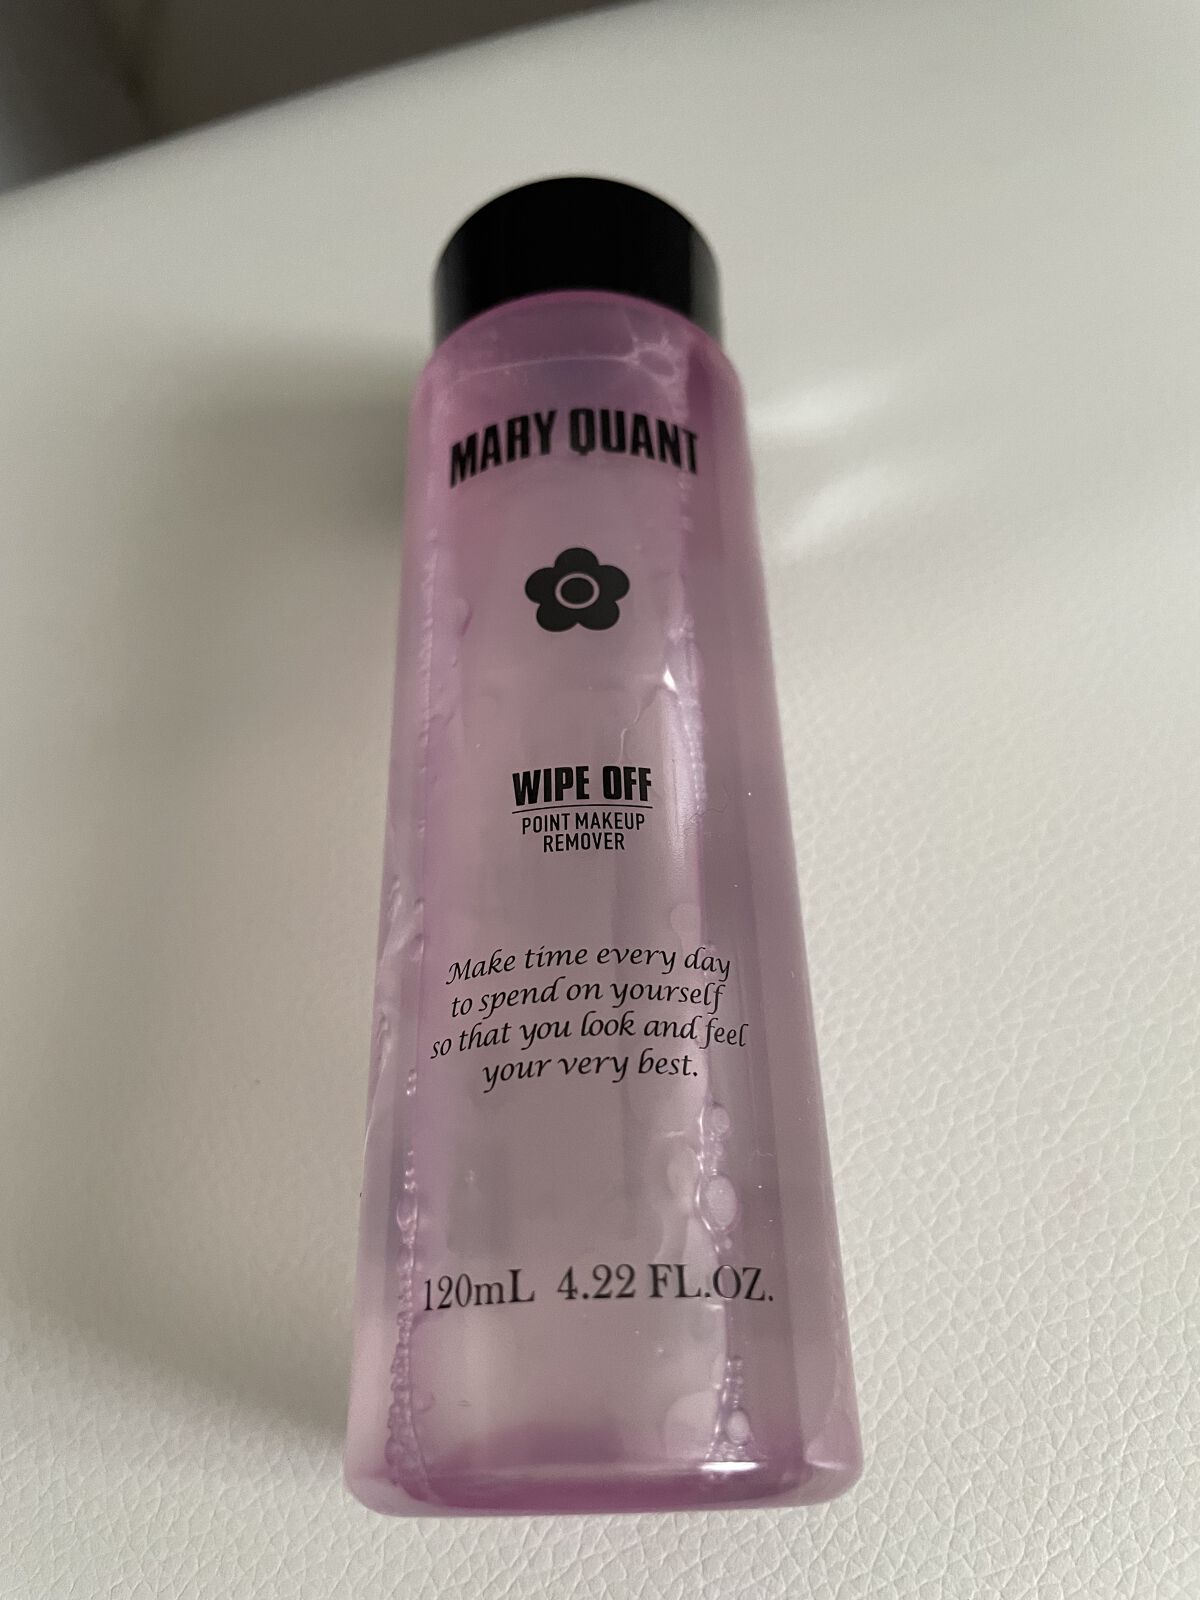 MARY QUANT
WIPE OFF
POINT MAKEUP
REMOVER
Make time every day
to spend on yourself
so that you look and feel
your very best.
120mL 4.22 FL.OZ.